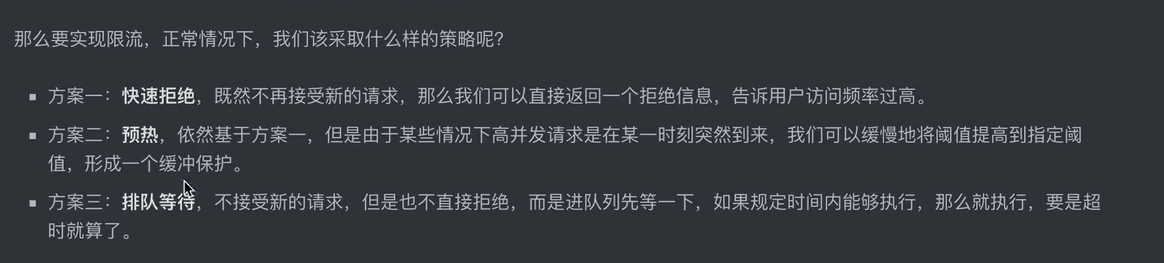 那么要实现限流，正常情况下，我们该采取什么样的策略呢？
方案一：快速拒绝，既然不再接受新的请求，那么我们可以直接返回一个拒绝信息，告诉用户访问频率过高。
方案二：预热，依然基于方案一，但是由于某些情况下高并发请求是在某一时刻突然到来，我们可以缓慢地将阈值提高到指定阈
值，形成一个缓冲保护。
方案三：排队等待，不接受新的请求，但是也不直接拒绝，而是进队列先等一下，如果规定时间内能够执行，那么就执行，要是超
时就算了。